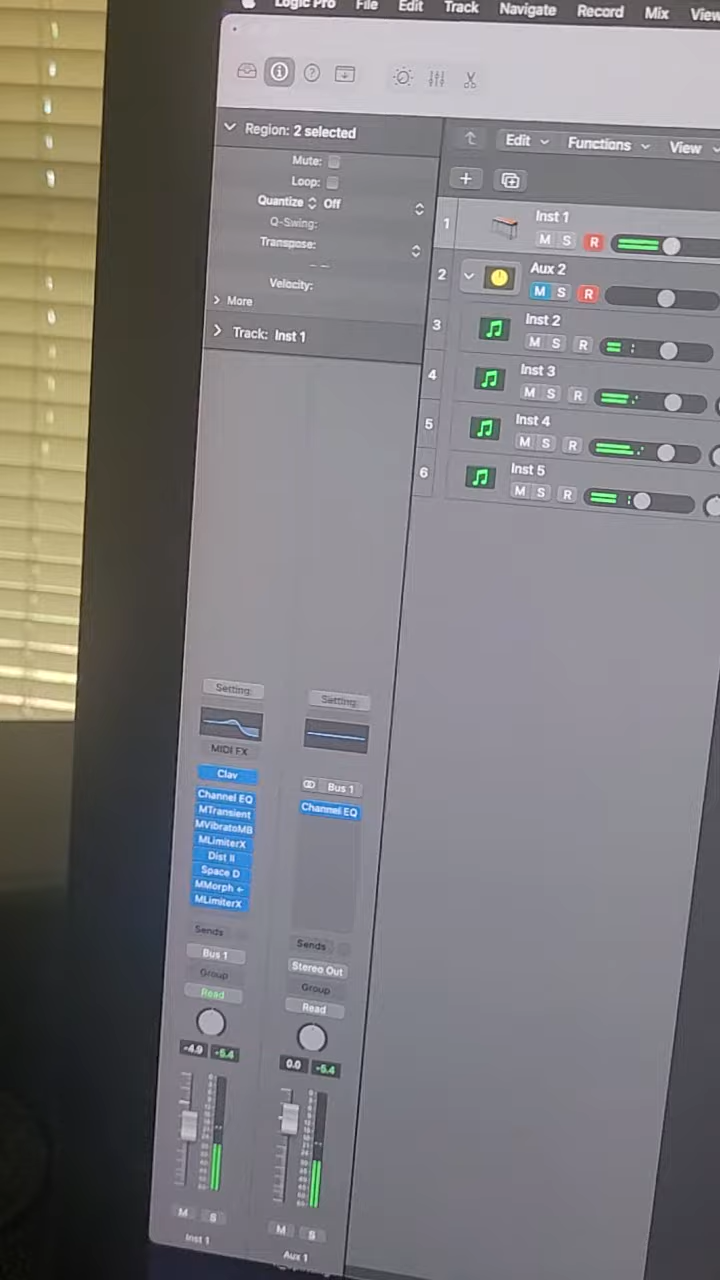 Logic Pro File Edit Track Navigate Record Mix View
Region: 2 selected
Mute:
Loop:
Quantize Off
Q-Swing:
Transpose:
Velocity:
More
Track: Inst 1
Edit Functions View
1 Inst 1
M S R
2 Aux 2
M S R
3 Inst 2
M S R
4 Inst 3
M S R
5 Inst 4
M S R
6 Inst 5
M S R
Setting
MIDI FX
Clav
Channel EQ
MTransient
MVibratoMB
MLimiterX
Dist II
Space D
MMorph
MLimiterX
Sends
Bus 1
Group
Read
-4.9 -5.4
M S
Inst 1
Setting
Bus 1
Channel EQ
Sends
Stereo Out
Group
Read
0.0 -5.4
M S
Aux 1